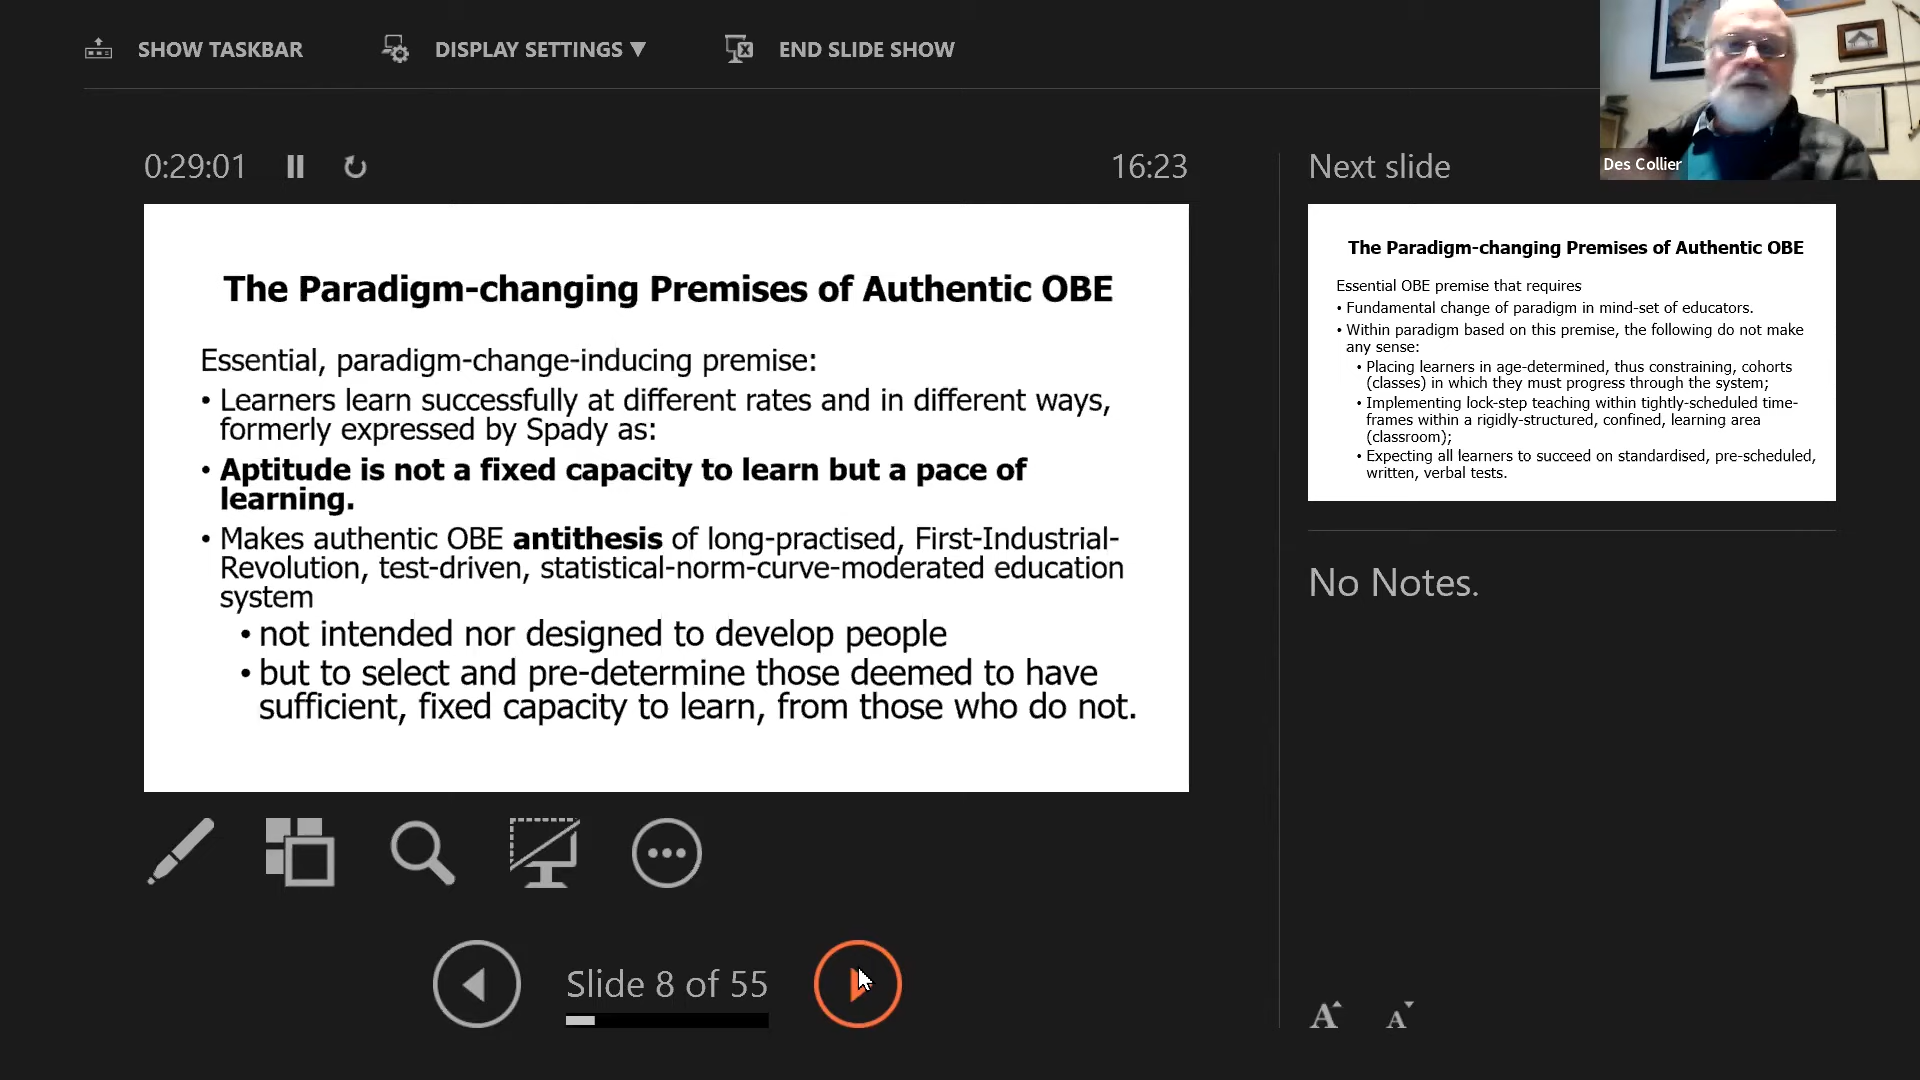 SHOW TASKBAR
DISPLAY SETTINGS ▼
END SLIDE SHOW
0:29:01
16:23
The Paradigm-changing Premises of Authentic OBE
Essential, paradigm-change-inducing premise:
• Learners learn successfully at different rates and in different ways,
formerly expressed by Spady as:
• Aptitude is not a fixed capacity to learn but a pace of
learning.
• Makes authentic OBE antithesis of long-practised, First-Industrial-
Revolution, test-driven, statistical-norm-curve-moderated education
system
• not intended nor designed to develop people
• but to select and pre-determine those deemed to have
sufficient, fixed capacity to learn, from those who do not.
Slide 8 of 55
Next slide
Des Collier
The Paradigm-changing Premises of Authentic OBE
Essential OBE premise that requires
• Fundamental change of paradigm in mind-set of educators.
• Within paradigm based on this premise, the following do not make
any sense:
• Placing learners in age-determined, thus constraining, cohorts
(classes) in which they must progress through the system;
• Implementing lock-step teaching within tightly-scheduled time-
frames within a rigidly-structured, confined, learning area
(classroom);
• Expecting all learners to succeed on standardised, pre-scheduled,
written, verbal tests.
No Notes.
A A